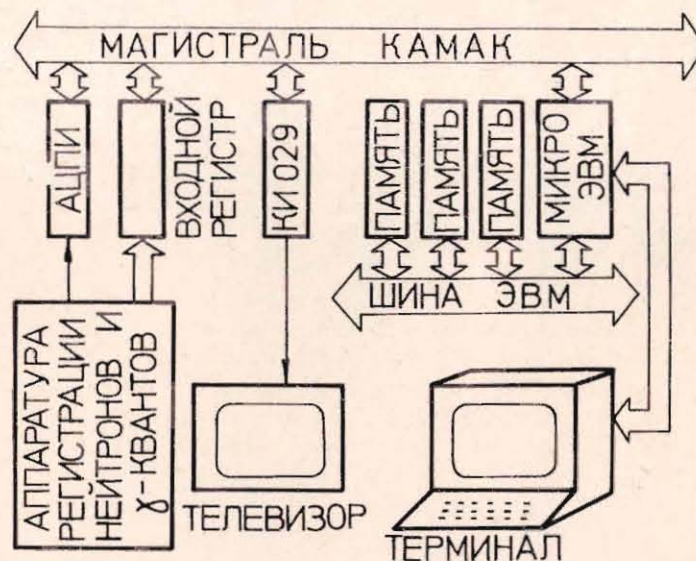 МАГИСТРАЛЬ КАМАК
АЦПИ
ВХОДНОЙ
РЕГИСТР
КИ 029
ПАМЯТЬ
ПАМЯТЬ
ПАМЯТЬ
МИКРО
ЭВМ
ШИНА ЭВМ
АППАРАТУРА
РЕГИСТРАЦИИ
НЕЙТРОНОВ И
γ-КВАНТОВ
ТЕЛЕВИЗОР
ТЕРМИНАЛ